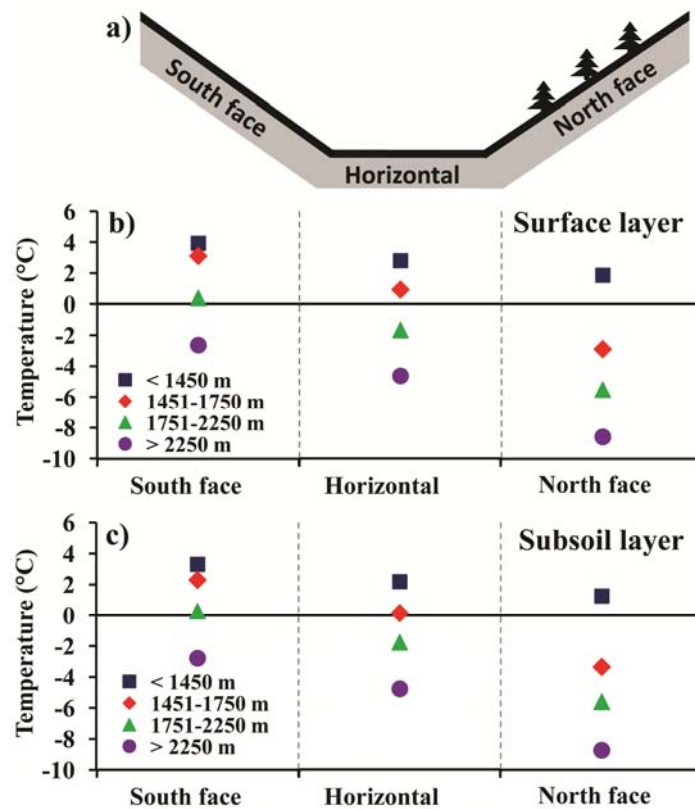 a)
South face
Horizontal
North face
b)
Surface layer
Temperature (°C)
6
4
2
0
-2
-4
-6
-8
-10
< 1450 m
1451-1750 m
1751-2250 m
> 2250 m
South face
Horizontal
North face
c)
Subsoil layer
Temperature (°C)
6
4
2
0
-2
-4
-6
-8
-10
< 1450 m
1451-1750 m
1751-2250 m
> 2250 m
South face
Horizontal
North face